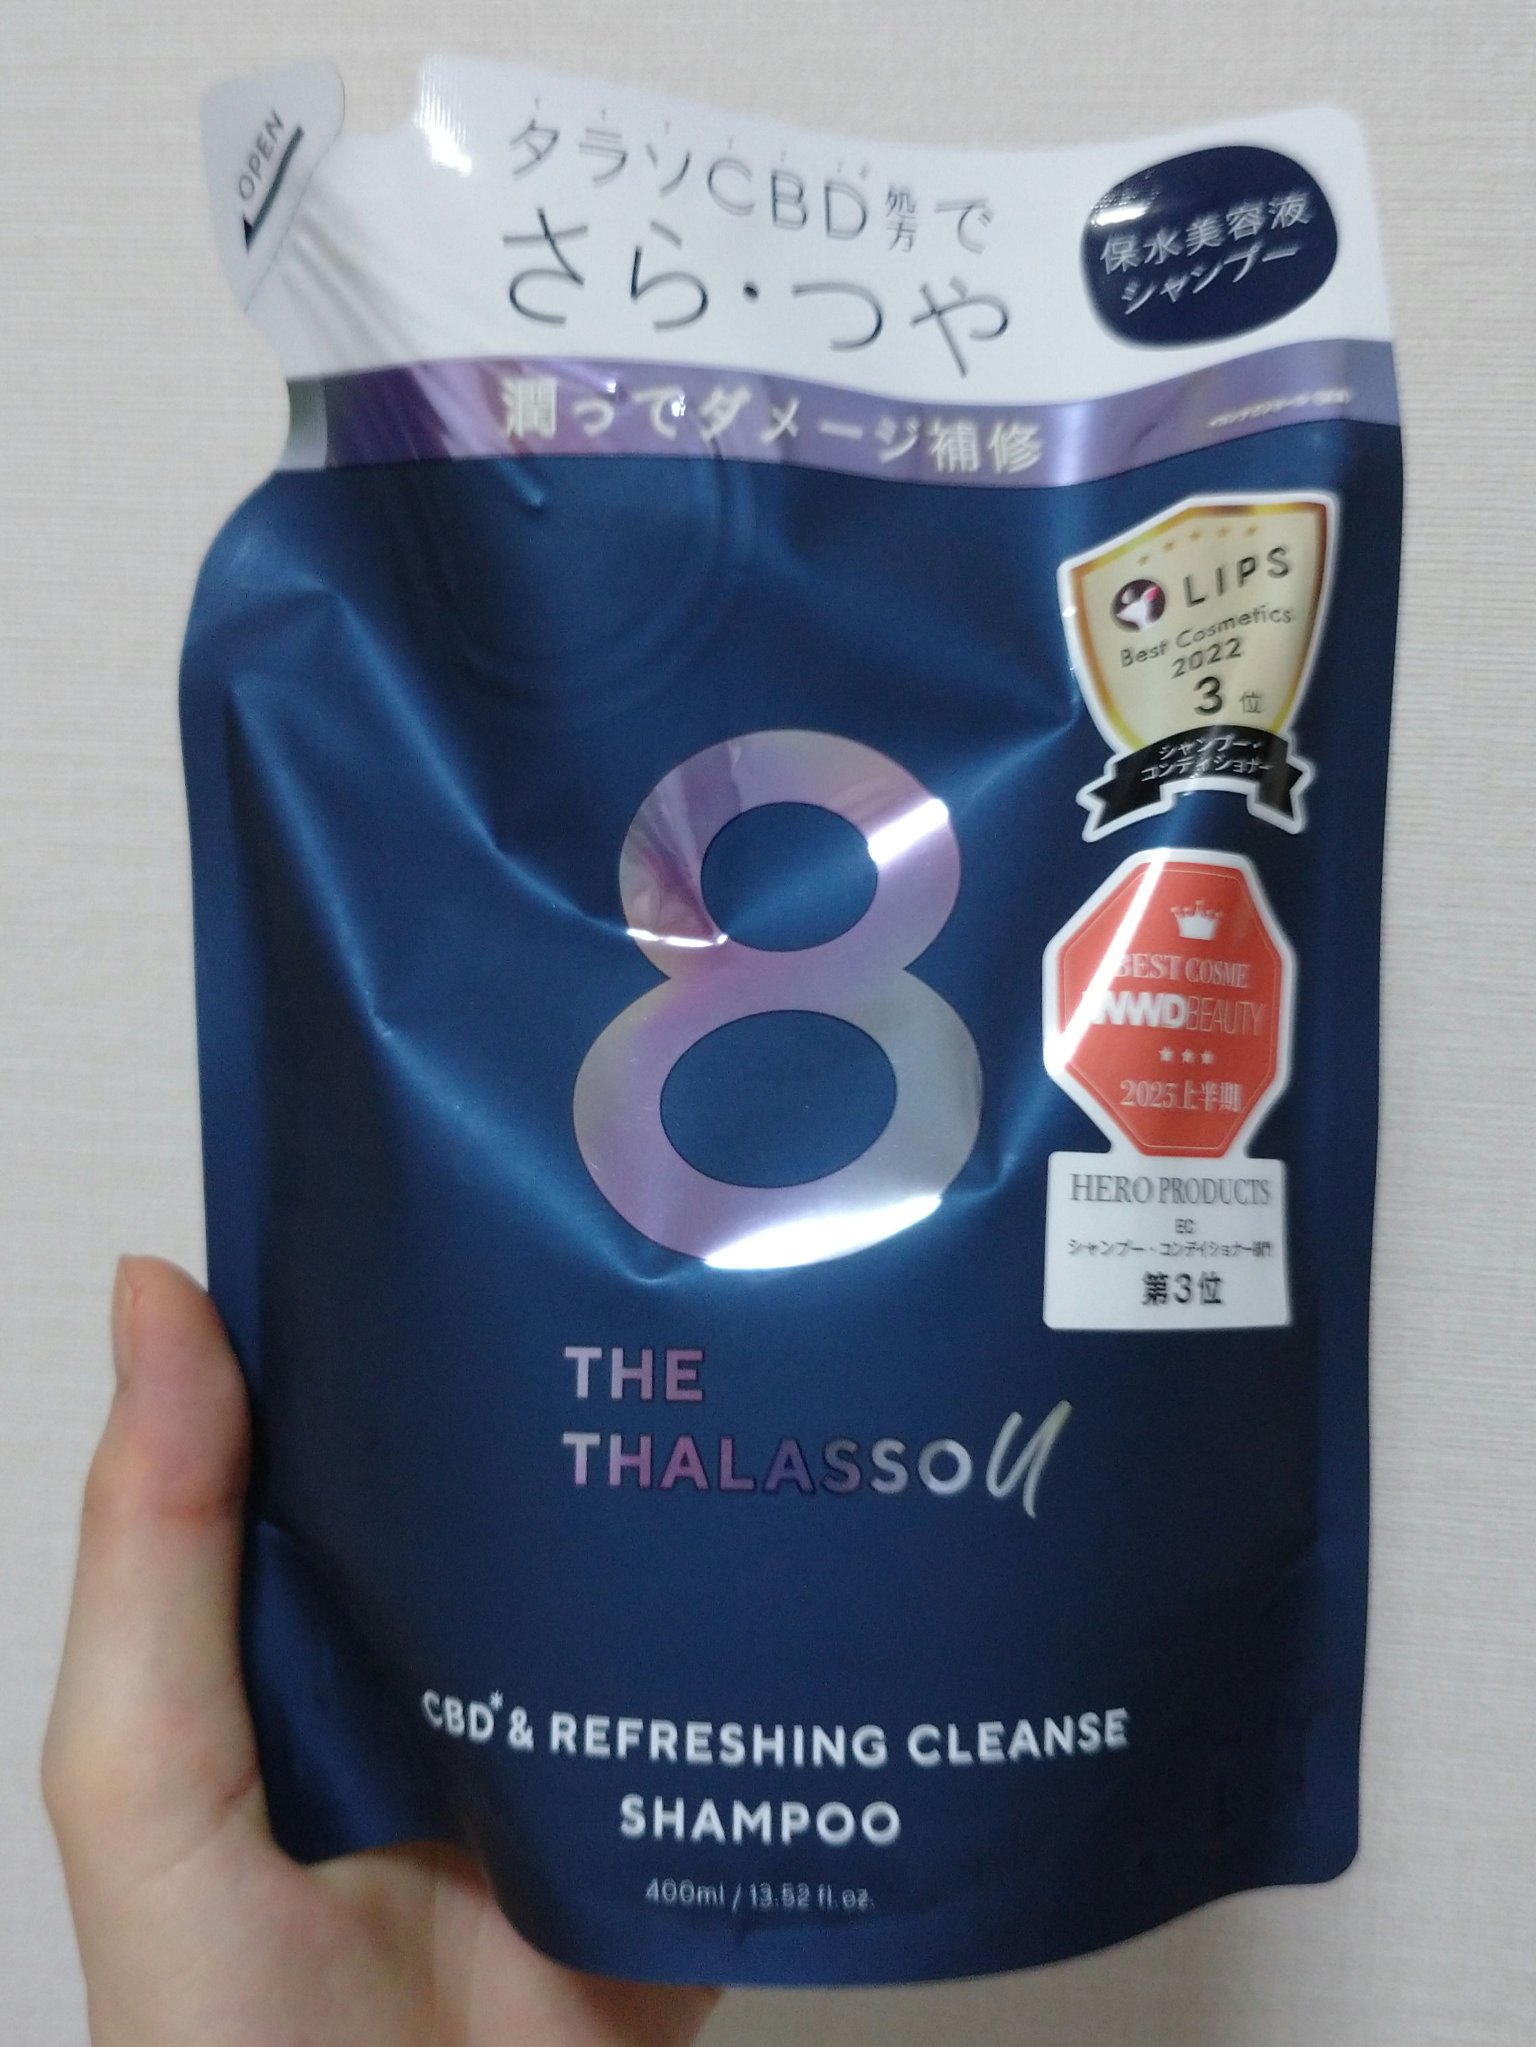 OPEN
タラソCBD処方で
さら・つや
保水美容液
シャンプー
潤ってダメージ補修
LIPS
Best Cosmetics
2022
3位
シャンプー・
コンディショナー
8
BEST COSME
WWDBEAUTY
2023上半期
HERO PRODUCTS
EC
シャンプー・コンディショナー部門
第3位
THE
THALASSO U
CBD* & REFRESHING CLEANSE
SHAMPOO
400ml / 13.52 fl.oz.